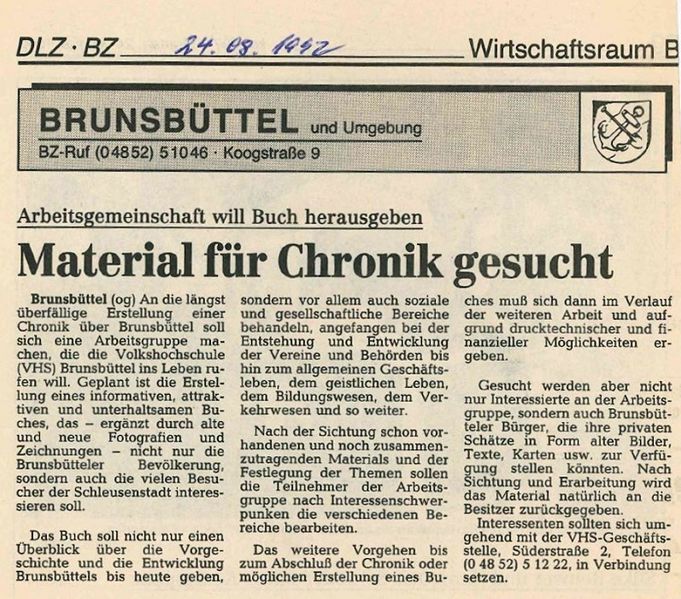 DLZ · BZ 24.08.1992 Wirtschaftsraum B
BRUNSBÜTTEL und Umgebung
BZ-Ruf (0 48 52) 5 10 46 · Koogstraße 9
Arbeitsgemeinschaft will Buch herausgeben
Material für Chronik gesucht
Brunsbüttel (og) An die längst
überfällige Erstellung einer
Chronik über Brunsbüttel soll
sich eine Arbeitsgruppe ma-
chen, die die Volkshochschule
(VHS) Brunsbüttel ins Leben ru-
fen will. Geplant ist die Erstel-
lung eines informativen, attrak-
tiven und unterhaltsamen Bu-
ches, das – ergänzt durch alte
und neue Fotografien und
Zeichnungen – nicht nur die
Brunsbütteler Bevölkerung,
sondern auch die vielen Besu-
cher der Schleusenstadt interes-
sieren soll.
Das Buch soll nicht nur einen
Überblick über die Vorge-
schichte und die Entwicklung
Brunsbüttels bis heute geben,
sondern vor allem auch soziale
und gesellschaftliche Bereiche
behandeln, angefangen bei der
Entstehung und Entwicklung
der Vereine und Behörden bis
hin zum allgemeinen Geschäfts-
leben, dem geistlichen Leben,
dem Bildungswesen, dem Ver-
kehrwesen und so weiter.
Nach der Sichtung schon vor-
handenen und noch zusammen-
zutragenden Materials und der
Festlegung der Themen sollen
die Teilnehmer der Arbeits-
gruppe nach Interessenschwer-
punken die verschiedenen Be-
reiche bearbeiten.
Das weitere Vorgehen bis
zum Abschluß der Chronik oder
möglichen Erstellung eines Bu-
ches muß sich dann im Verlauf
der weiteren Arbeit und auf-
grund drucktechnischer und fi-
nanzieller Möglichkeiten er-
geben.
Gesucht werden aber nicht
nur Interessierte an der Arbeits-
gruppe, sondern auch Brunsbüt-
teler Bürger, die ihre privaten
Schätze in Form alter Bilder,
Texte, Karten usw. zur Verfü-
gung stellen könnten. Nach
Sichtung und Erarbeitung wird
das Material natürlich an die
Besitzer zurückgegeben.
Interessenten sollten sich um-
gehend mit der VHS-Geschäfts-
stelle, Süderstraße 2, Telefon
(0 48 52) 5 12 22, in Verbindung
setzen.